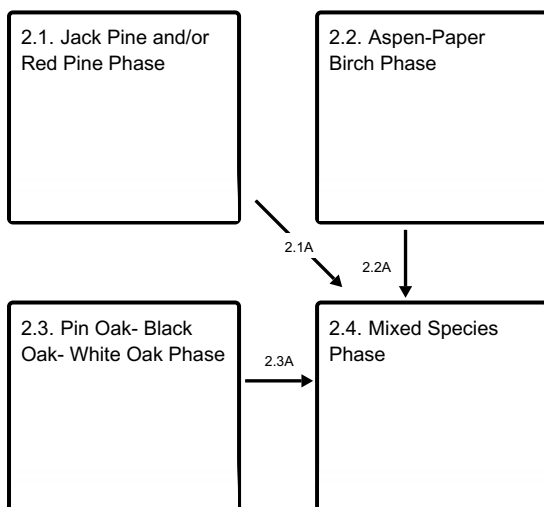 2.1. Jack Pine and/or
Red Pine Phase
2.2. Aspen-Paper
Birch Phase
2.1A
2.2A
2.3. Pin Oak- Black
Oak- White Oak Phase
2.3A
2.4. Mixed Species
Phase